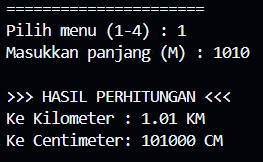 ======================
Pilih menu (1-4) : 1
Masukkan panjang (M) : 1010

>>> HASIL PERHITUNGAN <<<
Ke Kilometer : 1.01 KM
Ke Centimeter: 101000 CM